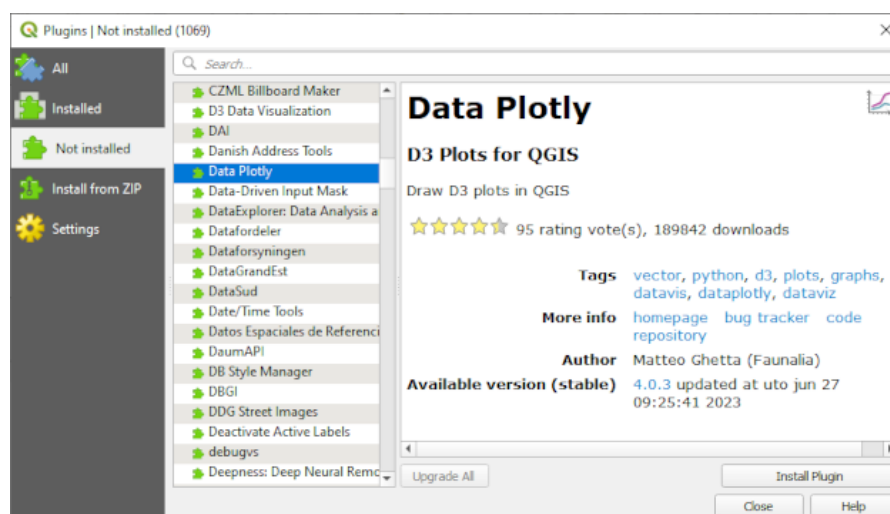 Plugins | Not installed (1069)
All
Installed
Not installed
Install from ZIP
Settings
Search...
CZML Billboard Maker
D3 Data Visualization
DAI
Danish Address Tools
Data Plotly
Data-Driven Input Mask
DataExplorer: Data Analysis a
Datafordeler
Dataforsyningen
DataGrandEst
DataSud
Date/Time Tools
Datos Espaciales de Referenci
DaumAPI
DB Style Manager
DBGI
DDG Street Images
Deactivate Active Labels
debugvs
Deepness: Deep Neural Remo
Data Plotly
D3 Plots for QGIS
Draw D3 plots in QGIS
95 rating vote(s), 189842 downloads
Tags vector, python, d3, plots, graphs,
datavis, dataplotly, dataviz
More info homepage bug tracker code
repository
Author Matteo Ghetta (Faunalia)
Available version (stable) 4.0.3 updated at uto jun 27
09:25:41 2023
Upgrade All
Install Plugin
Close
Help